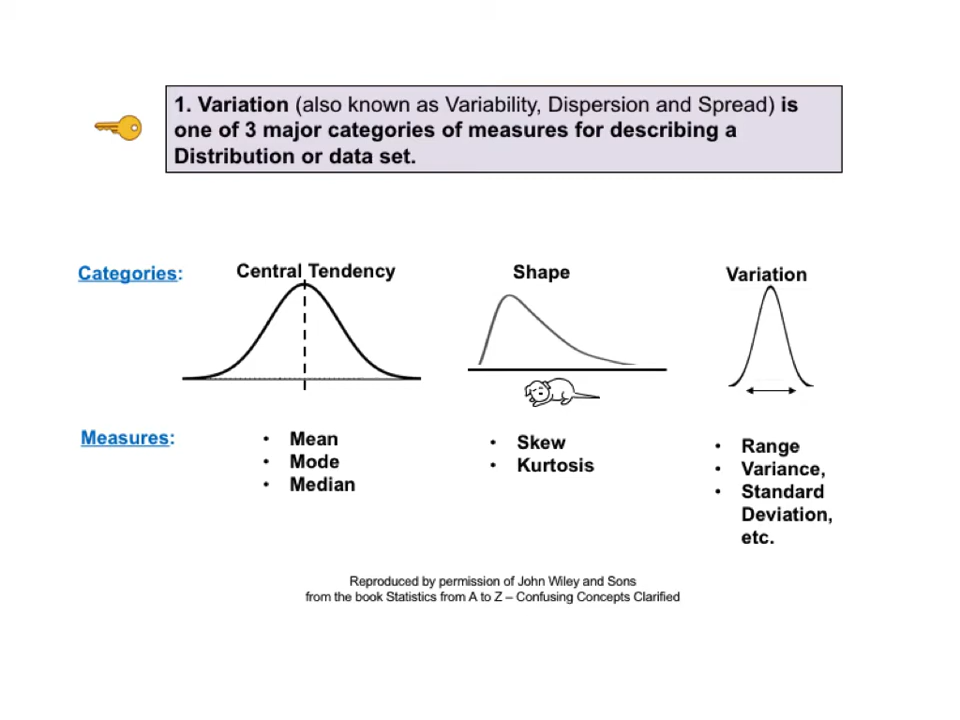 1. Variation (also known as Variability, Dispersion and Spread) is
one of 3 major categories of measures for describing a
Distribution or data set.
Categories:
Central Tendency
Shape
Variation
Measures:
• Mean
• Mode
• Median
• Skew
• Kurtosis
• Range
• Variance,
• Standard
Deviation,
etc.
Reproduced by permission of John Wiley and Sons
from the book Statistics from A to Z – Confusing Concepts Clarified